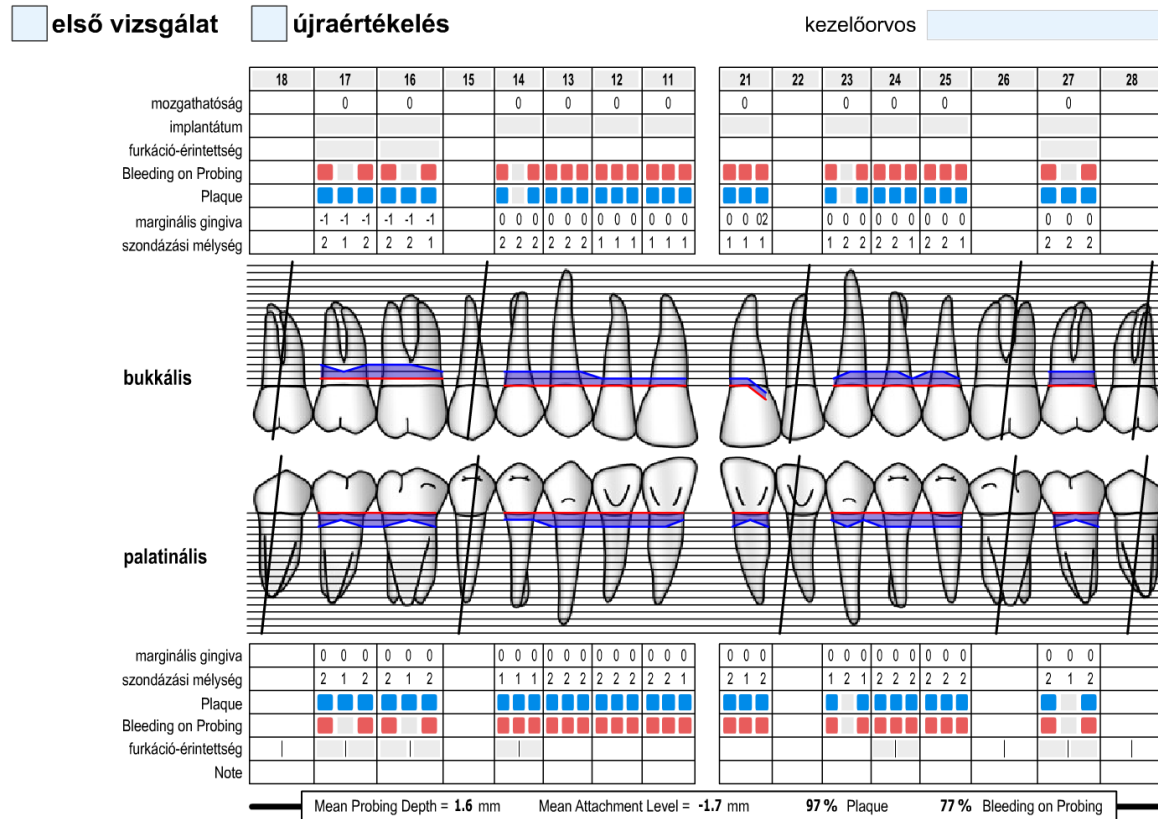 első vizsgálat újraértékelés kezelőorvos
18 17 16 15 14 13 12 11 21 22 23 24 25 26 27 28
mozgathatóság 0 0 0 0 0 0 0 0 0 0 0
implantátum
furkáció-érintettség
Bleeding on Probing
Plaque
marginális gingiva -1 -1 -1 -1 -1 -1 0 0 0 0 0 0 0 0 0 0 0 0 0 0 02 0 0 0 0 0 0 0 0 0 0 0 0
szondázási mélység 2 1 2 2 2 1 2 2 2 2 2 2 1 1 1 1 1 1 1 1 1 1 2 2 2 2 1 2 2 1 2 2 2
bukkális
palatinális
marginális gingiva 0 0 0 0 0 0 0 0 0 0 0 0 0 0 0 0 0 0 0 0 0 0 0 0 0 0 0 0 0 0 0 0 0
szondázási mélység 2 1 2 2 1 2 1 1 1 2 2 2 2 2 2 2 2 1 2 1 2 1 2 1 2 2 2 2 2 2 2 1 2
Plaque
Bleeding on Probing
furkáció-érintettség
Note
Mean Probing Depth = 1.6 mm Mean Attachment Level = -1.7 mm 97 % Plaque 77 % Bleeding on Probing